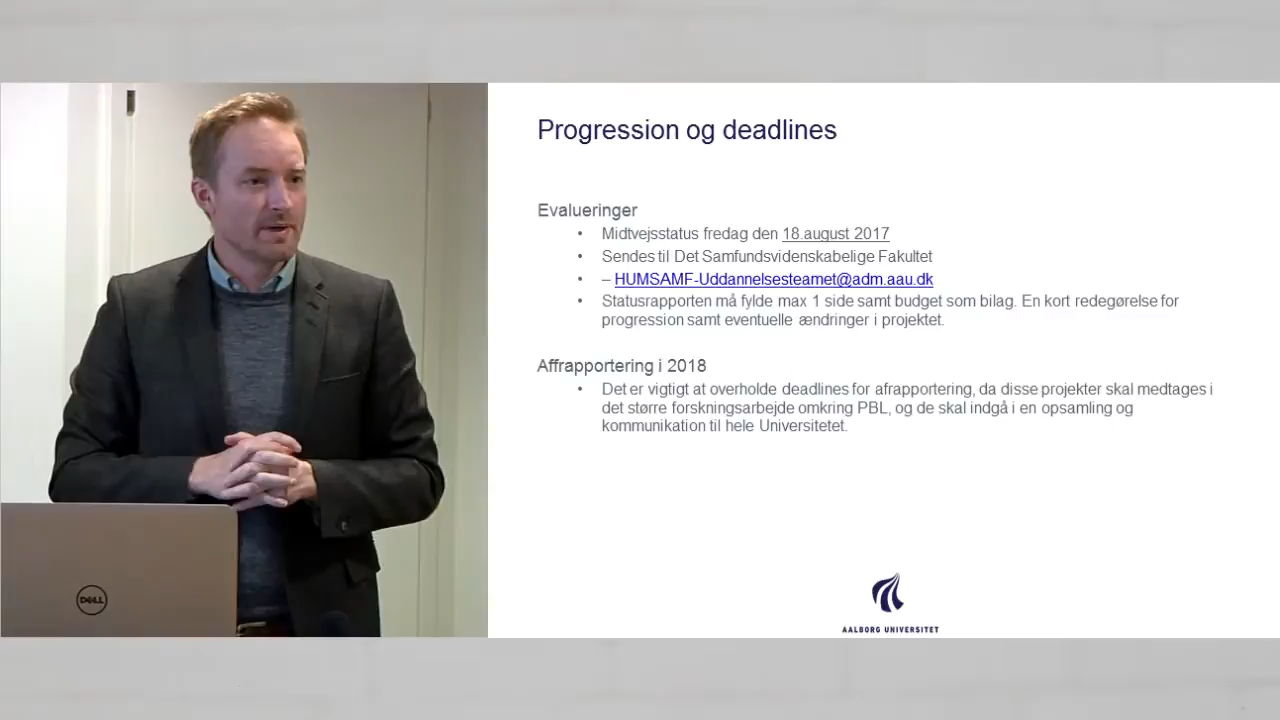 Progression og deadlines
Evalueringer
• Midtvejsstatus fredag den 18.august 2017
• Sendes til Det Samfundsvidenskabelige Fakultet
• – HUMSAMF-Uddannelsesteamet@adm.aau.dk
• Statusrapporten må fylde max 1 side samt budget som bilag. En kort redegørelse for
progression samt eventuelle ændringer i projektet.
Affrapportering i 2018
• Det er vigtigt at overholde deadlines for afrapportering, da disse projekter skal medtages i
det større forskningsarbejde omkring PBL, og de skal indgå i en opsamling og
kommunikation til hele Universitetet.
DELL
AALBORG UNIVERSITET